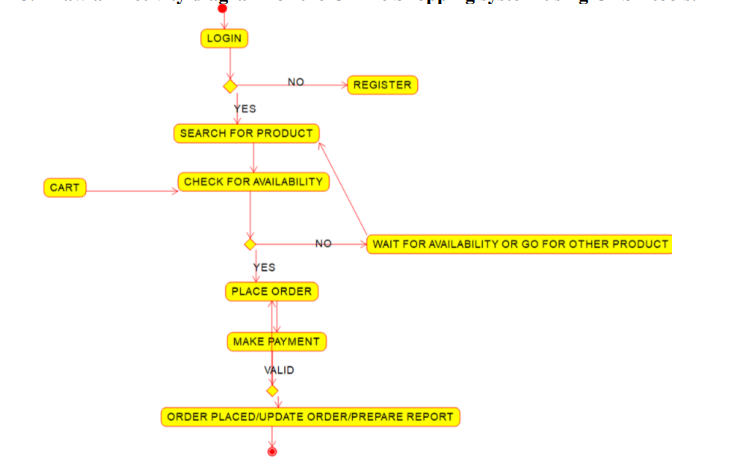 LOGIN
NO
REGISTER
YES
SEARCH FOR PRODUCT
CHECK FOR AVAILABILITY
CART
NO
WAIT FOR AVAILABILITY OR GO FOR OTHER PRODUCT
YES
PLACE ORDER
MAKE PAYMENT
VALID
ORDER PLACED/UPDATE ORDER/PREPARE REPORT